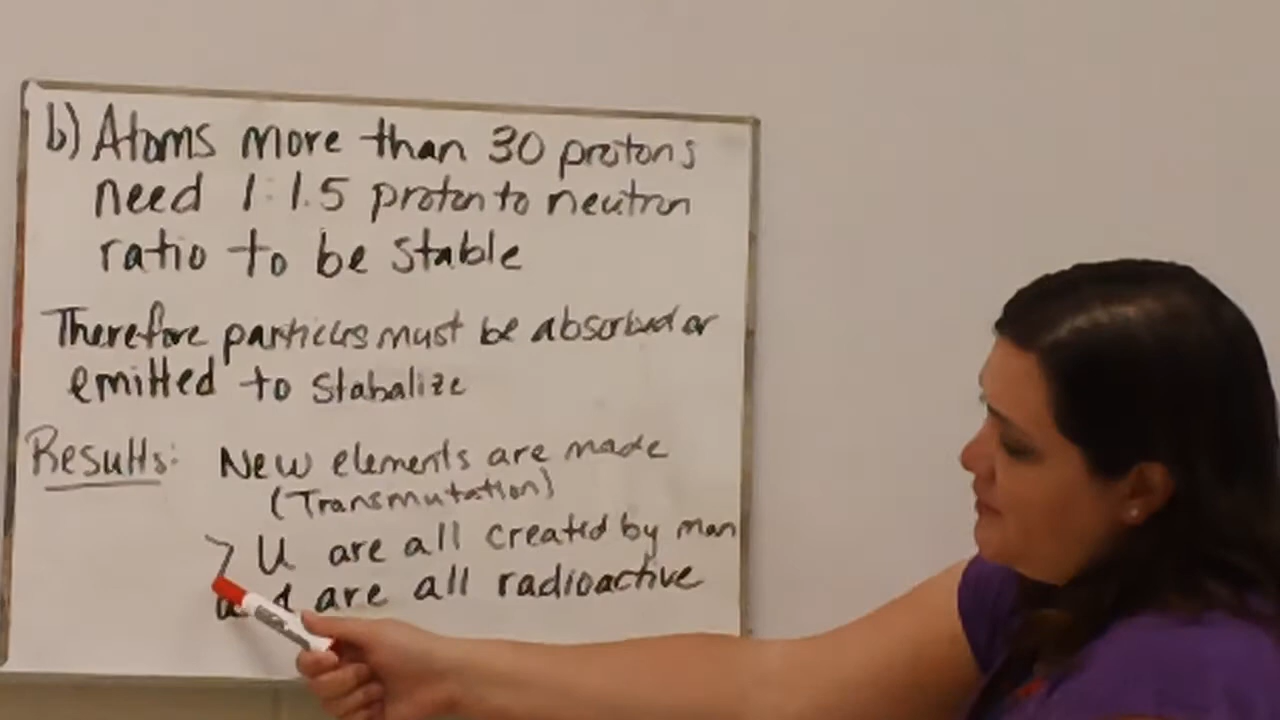 b) Atoms more than 30 protons
need 1:1.5 proton to neutron
ratio to be stable
Therefore particles must be absorbed or
emitted to stabalize
Results: New elements are made
(Transmutation)
> U are all created by man
are all radioactive